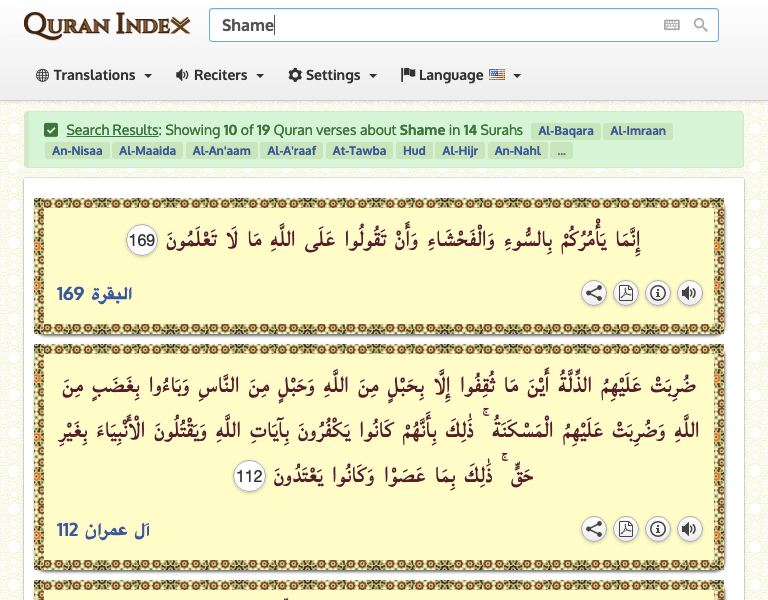 QURAN INDEX
Shame
Translations Reciters Settings Language
Search Results: Showing 10 of 19 Quran verses about Shame in 14 Surahs Al-Baqara Al-Imraan
An-Nisaa Al-Maaida Al-An'aam Al-A'raaf At-Tawba Hud Al-Hijr An-Nahl ...
إِنَّمَا يَأْمُرُكُمْ بِالسُّوءِ وَالْفَحْشَاءِ وَأَنْ تَقُولُوا عَلَى اللَّهِ مَا لَا تَعْلَمُونَ 169
البقرة 169
ضُرِبَتْ عَلَيْهِمُ الذِّلَّةُ أَيْنَ مَا ثُقِفُوا إِلَّا بِحَبْلٍ مِنَ اللَّهِ وَحَبْلٍ مِنَ النَّاسِ وَبَاءُوا بِغَضَبٍ مِنَ
اللَّهِ وَضُرِبَتْ عَلَيْهِمُ الْمَسْكَنَةُ ۚ ذَٰلِكَ بِأَنَّهُمْ كَانُوا يَكْفُرُونَ بِآيَاتِ اللَّهِ وَيَقْتُلُونَ الْأَنْبِيَاءَ بِغَيْرِ
حَقٍّ ۚ ذَٰلِكَ بِمَا عَصَوْا وَكَانُوا يَعْتَدُونَ 112
آل عمران 112